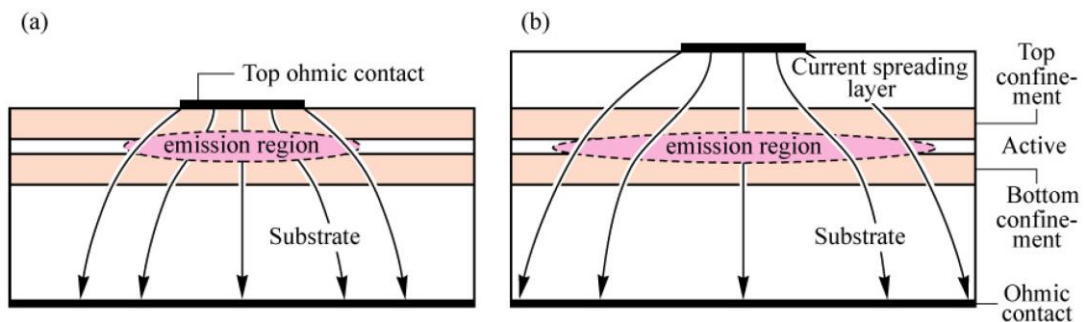 (a)
Top ohmic contact
emission region
Substrate
(b)
Current spreading
layer
emission region
Substrate
Top
confine-
ment
Active
Bottom
confine-
ment
Ohmic
contact